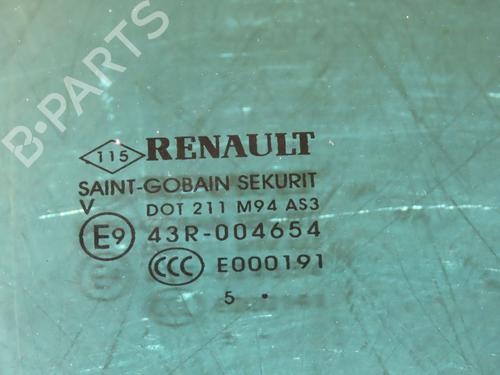 B-PARTS
115 RENAULT
SAINT-GOBAIN SEKURIT
V DOT 211 M94 AS3
E9 43R-004654
CCC E000191
5 •